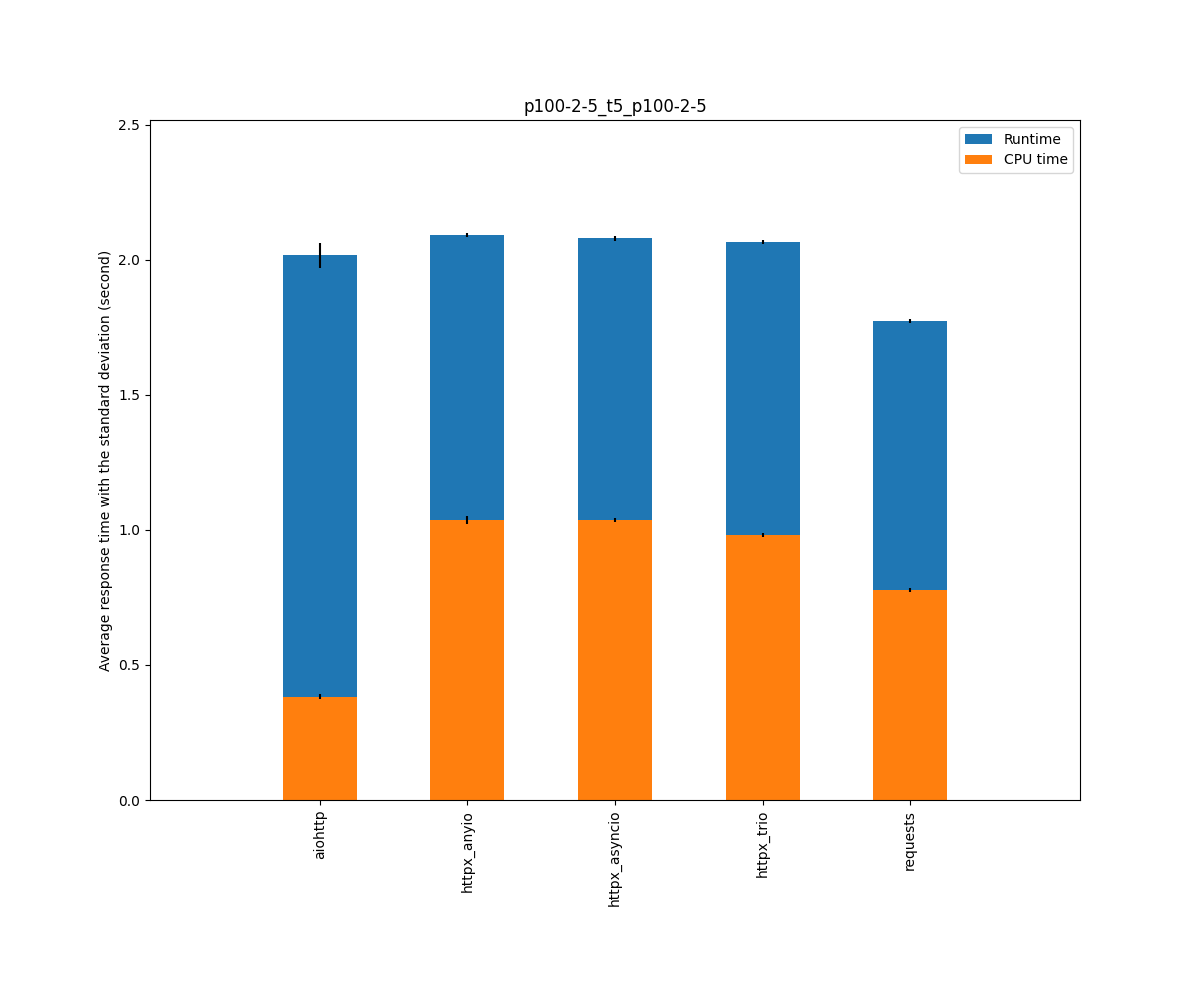 p100-2-5_t5_p100-2-5
Runtime
CPU time
Average response time with the standard deviation (second)
2.5
2.0
1.5
1.0
0.5
0.0
aiohttp
httpx_anyio
httpx_asyncio
httpx_trio
requests